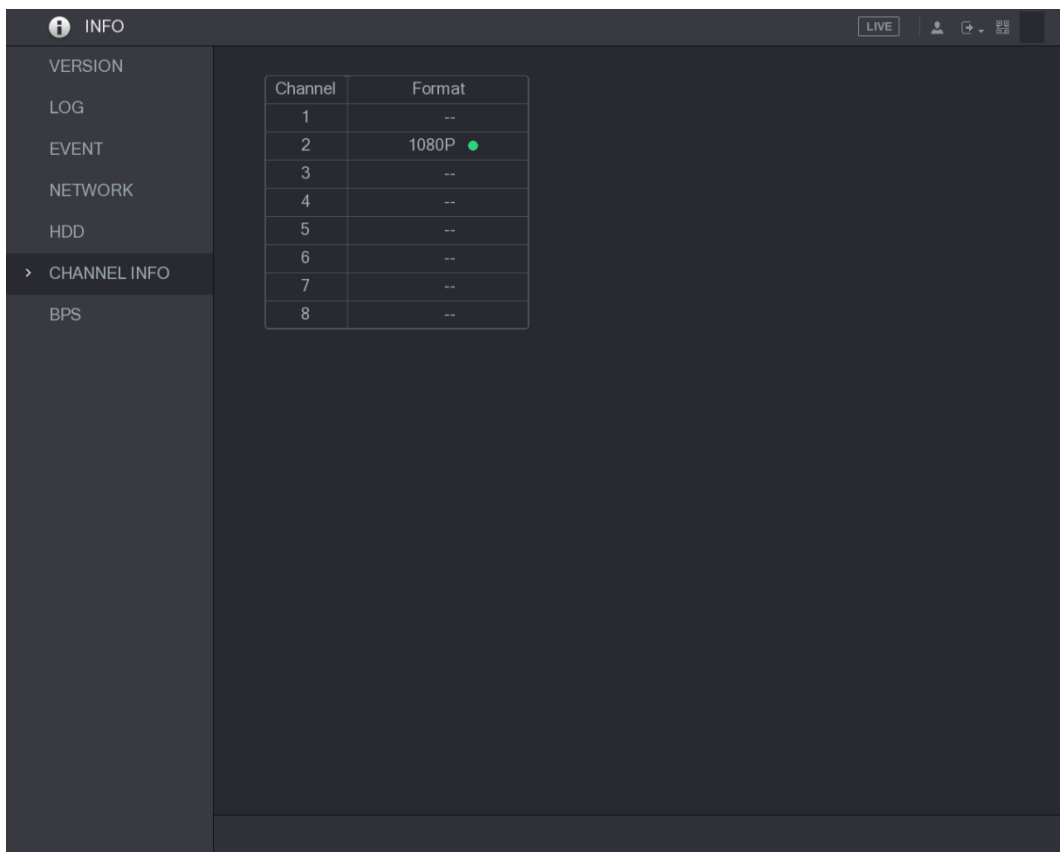 INFO
LIVE
VERSION
LOG
EVENT
NETWORK
HDD
CHANNEL INFO
BPS
Channel Format
1 --
2 1080P
3 --
4 --
5 --
6 --
7 --
8 --